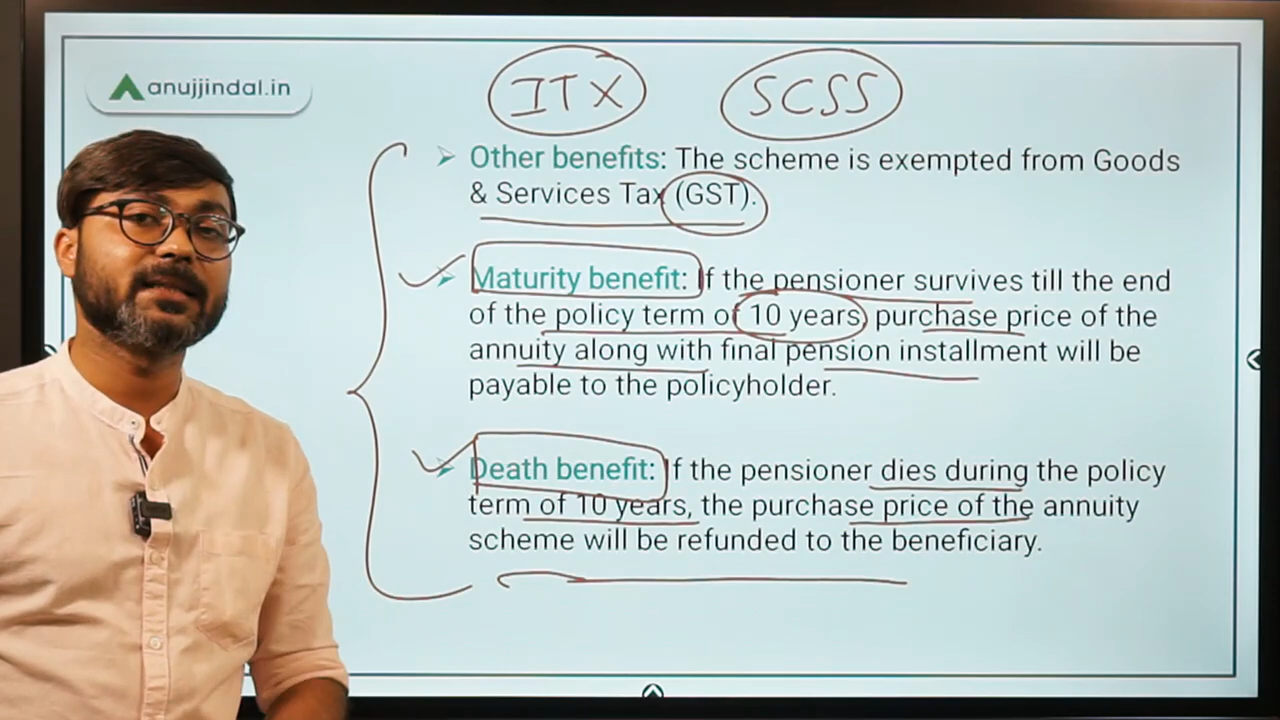 anujjindal.in
ITX SCSS
➢ Other benefits: The scheme is exempted from Goods
& Services Tax (GST).
➢ Maturity benefit: If the pensioner survives till the end
of the policy term of 10 years, purchase price of the
annuity along with final pension installment will be
payable to the policyholder.
➢ Death benefit: If the pensioner dies during the policy
term of 10 years, the purchase price of the annuity
scheme will be refunded to the beneficiary.